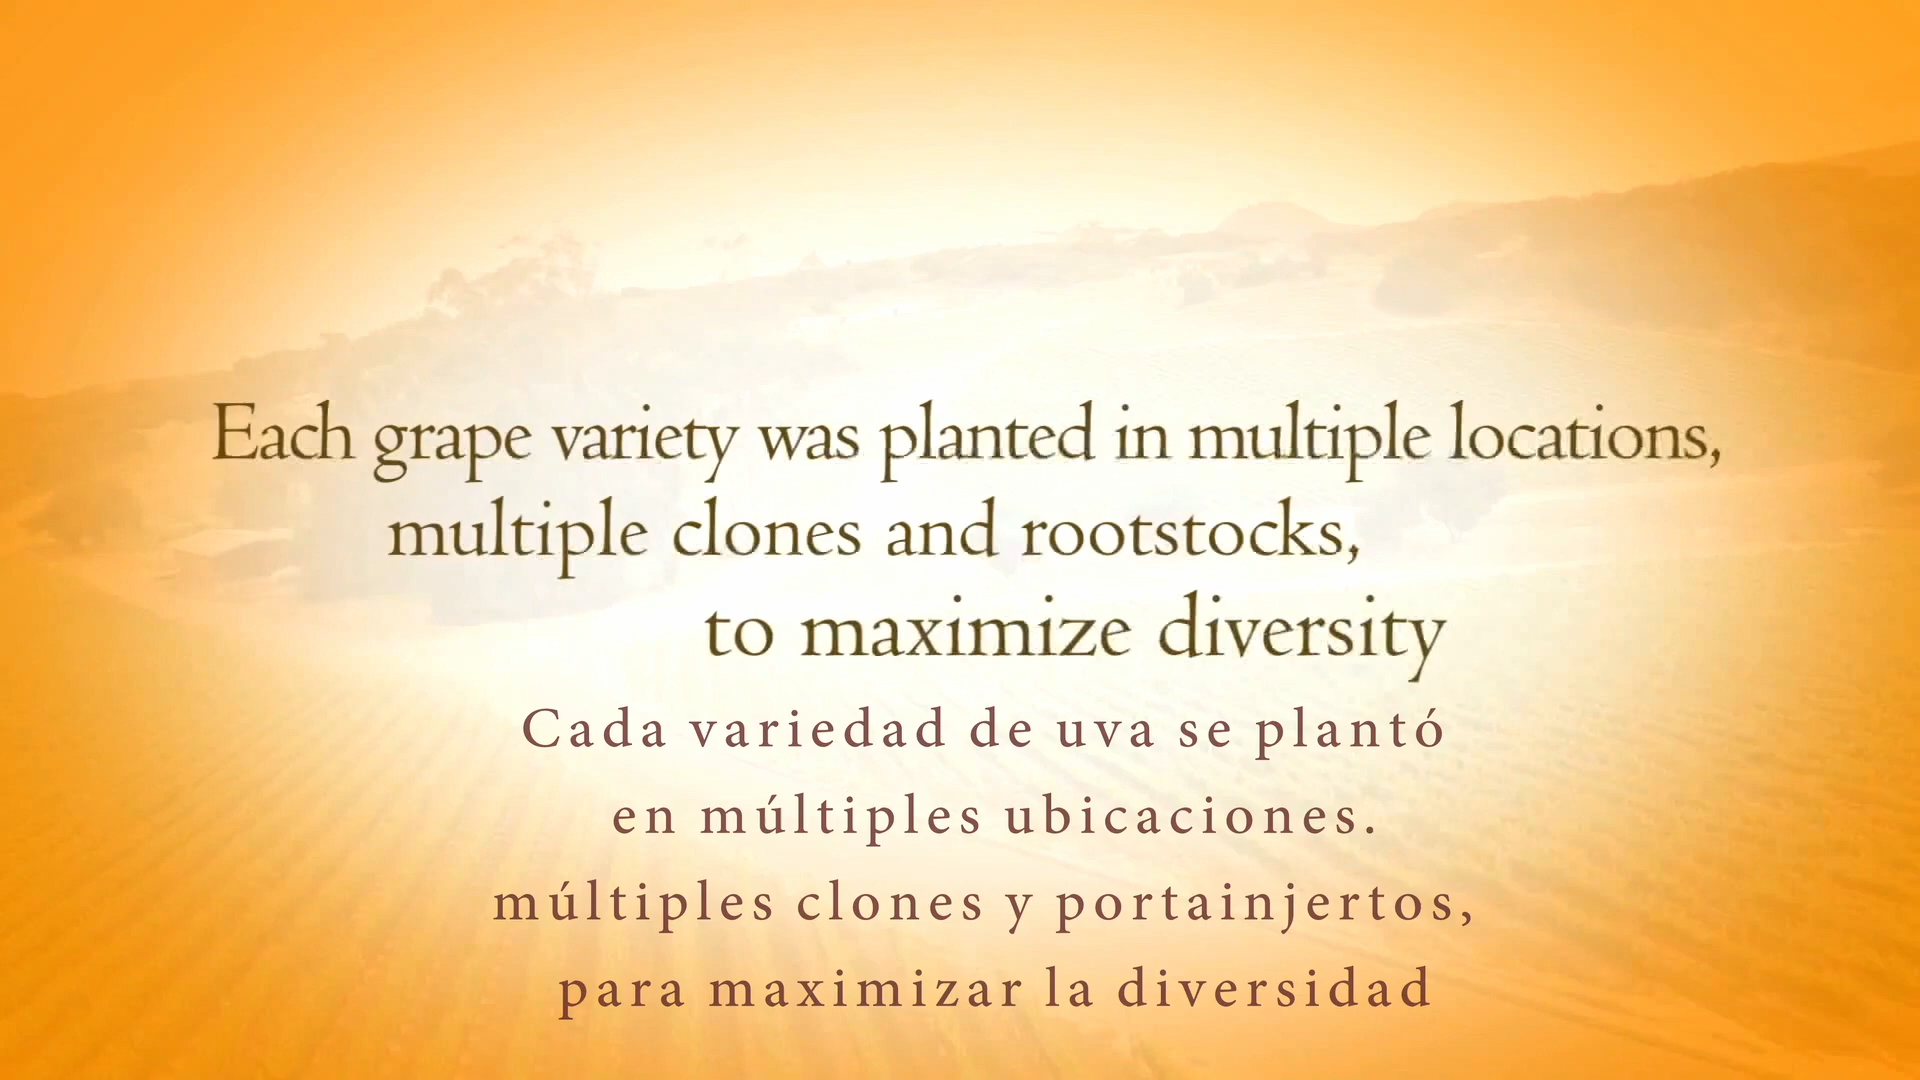 Each grape variety was planted in multiple locations,
multiple clones and rootstocks,
to maximize diversity
Cada variedad de uva se plantó
en múltiples ubicaciones.
múltiples clones y portainjertos,
para maximizar la diversidad